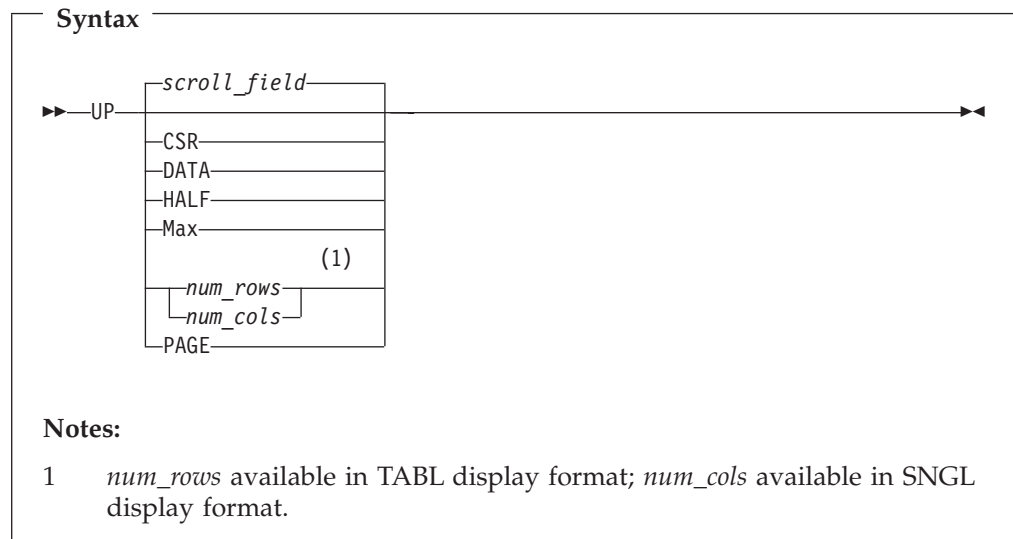 Syntax
scroll_field
UP
CSR
DATA
HALF
Max
(1)
num_rows
num_cols
PAGE
Notes:
1 num_rows available in TABL display format; num_cols available in SNGL
display format.